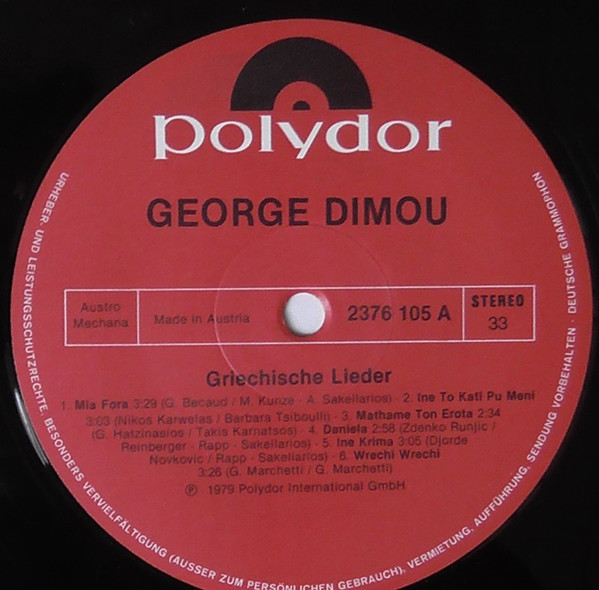 polydor
GEORGE DIMOU
Austro
Mechana
Made in Austria
2376 105 A
STEREO
33
Griechische Lieder
1. Mia Fora 3:29 (G. Becaud / M. Kunze - A. Sakellarios) 2. Ine To Kati Pu Meni
3:03 (Nikos Karwelas / Barbara Tsiboulli) 3. Mathame Ton Erota 2:34
(G. Hatzinasios / Takis Karnatsos) 4. Daniela 2:58 (Zdenko Runjic /
Reinberger - Rapp - Sakellarios) 5. Ine Krima 3:05 (Djorde
Novkovic / Rapp - Sakellarios) 6. Wrechi Wrechi
3:26 (G. Marchetti / G. Marchetti)
℗ 1979 Polydor International GmbH
URHEBER- UND LEISTUNGSSCHUTZRECHTE, BESONDERS VERVIELFÄLTIGUNG (AUSSER ZUM PERSÖNLICHEN GEBRAUCH), VERMIETUNG, AUFFÜHRUNG, SENDUNG VORBEHALTEN · DEUTSCHE GRAMMOPHON